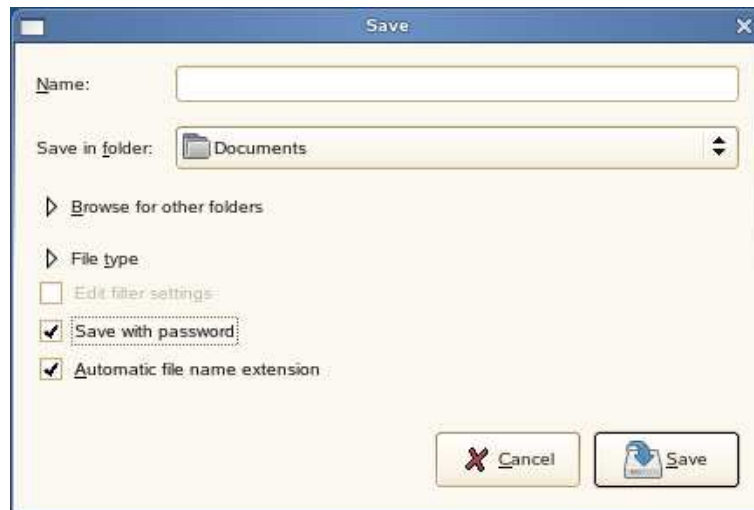 Save
Name:
Save in folder: Documents
Browse for other folders
File type
Edit filter settings
Save with password
Automatic file name extension
Cancel Save